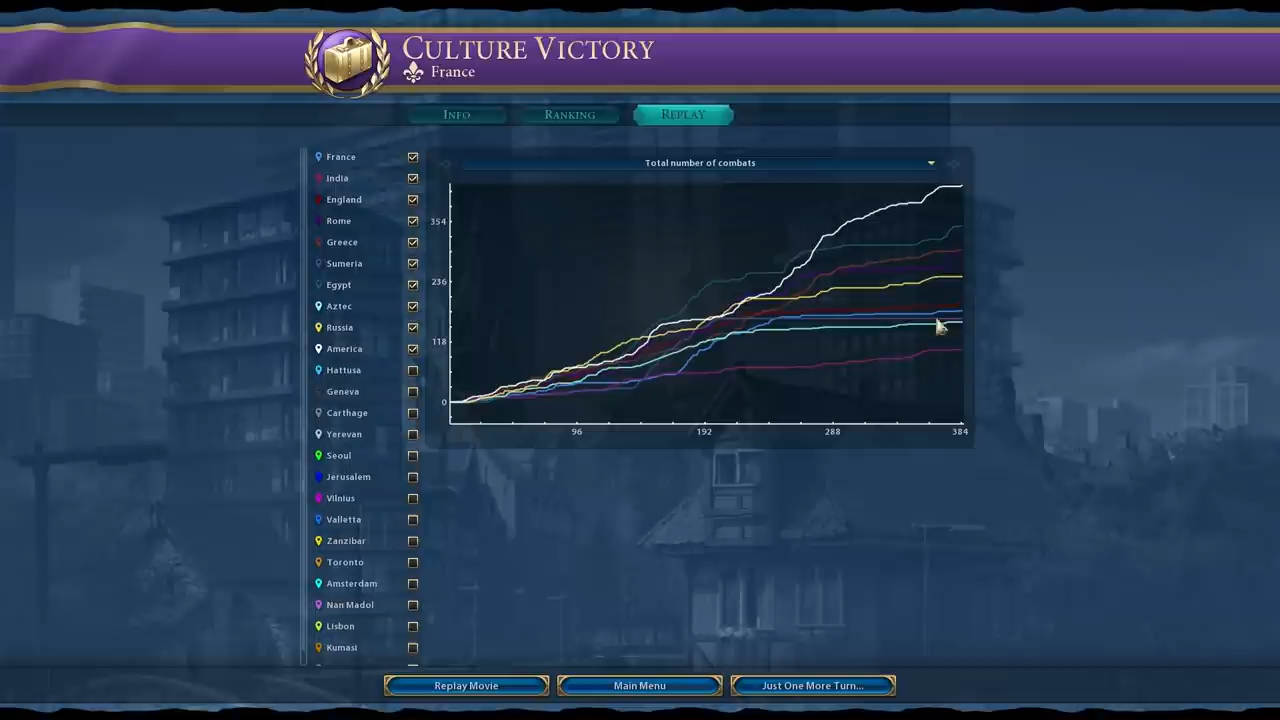 CULTURE VICTORY
France
INFO
RANKING
REPLAY
France
India
England
Rome
Greece
Sumeria
Egypt
Aztec
Russia
America
Hattusa
Geneva
Carthage
Yerevan
Seoul
Jerusalem
Vilnius
Valletta
Zanzibar
Toronto
Amsterdam
Nan Madol
Lisbon
Kumasi
Total number of combats
354
236
118
0
96
192
288
384
Replay Movie
Main Menu
Just One More Turn...